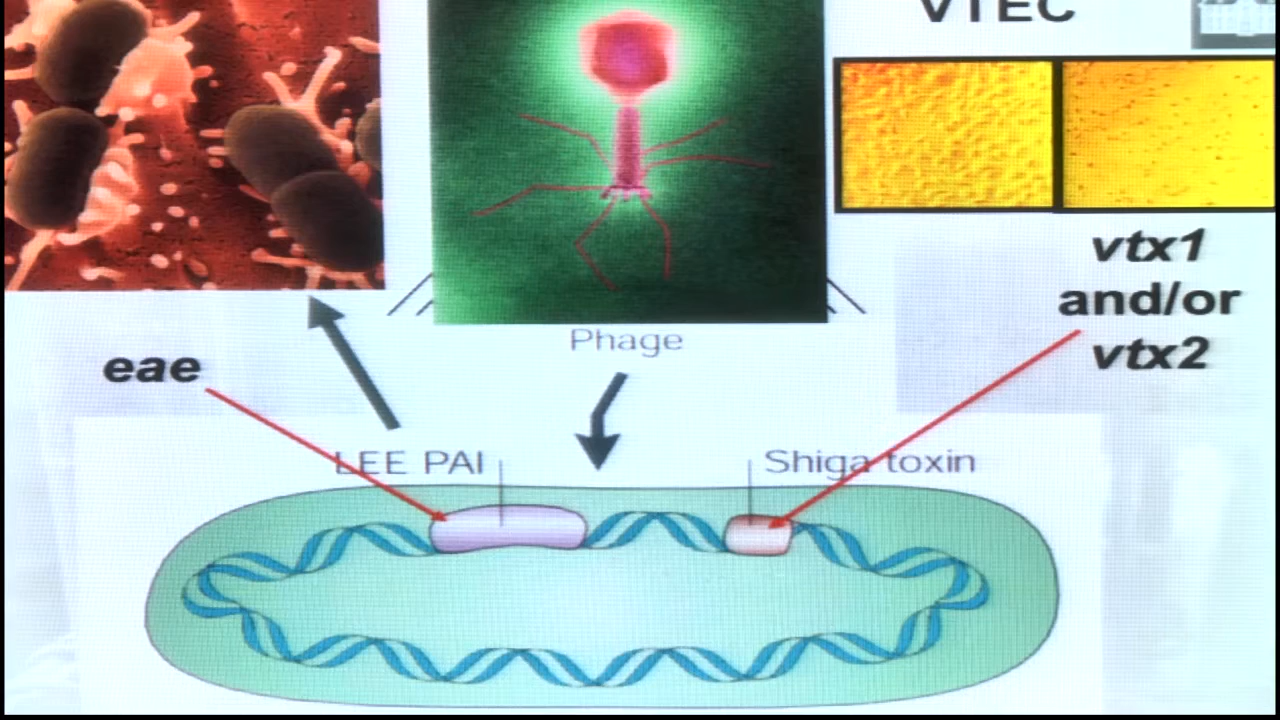 VTEC
vtx1
and/or
vtx2
Phage
eae
LEE PAI
Shiga toxin